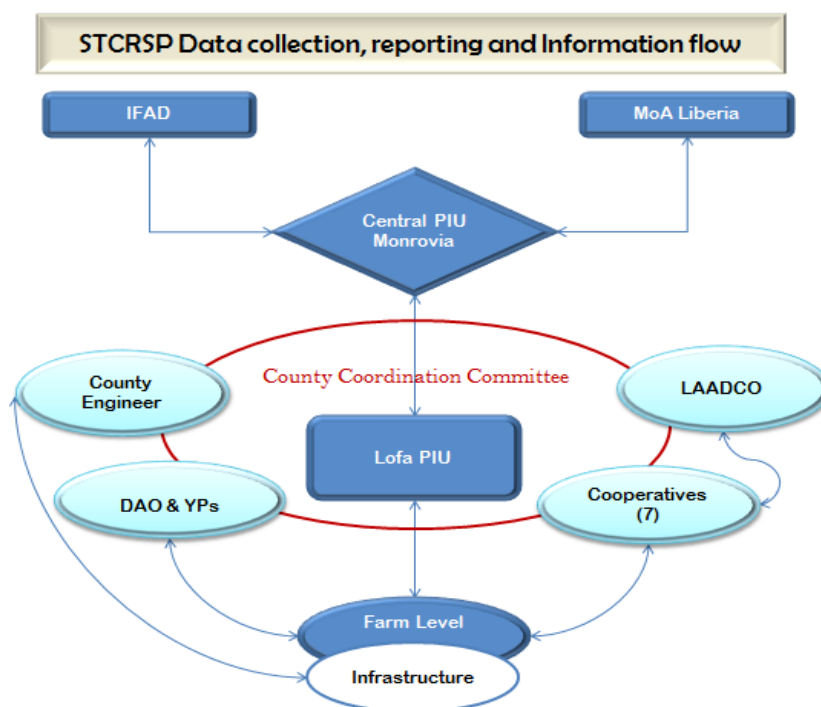 STCRSP Data collection, reporting and Information flow
IFAD
MoA Liberia
Central PIU
Monrovia
County Coordination Committee
County
Engineer
LAADCO
Lofa PIU
DAO & YPs
Cooperatives
(7)
Farm Level
Infrastructure